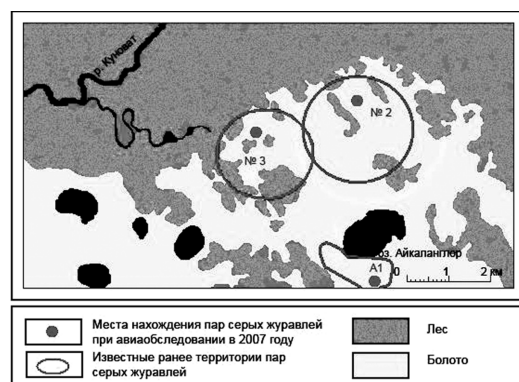 р. Куноват
№ 2
№ 3
оз. Айкаланглор
А1
0 1 2 км
Места нахождения пар серых журавлей
при авиаобследовании в 2007 году
Известные ранее территории пар
серых журавлей
Лес
Болото